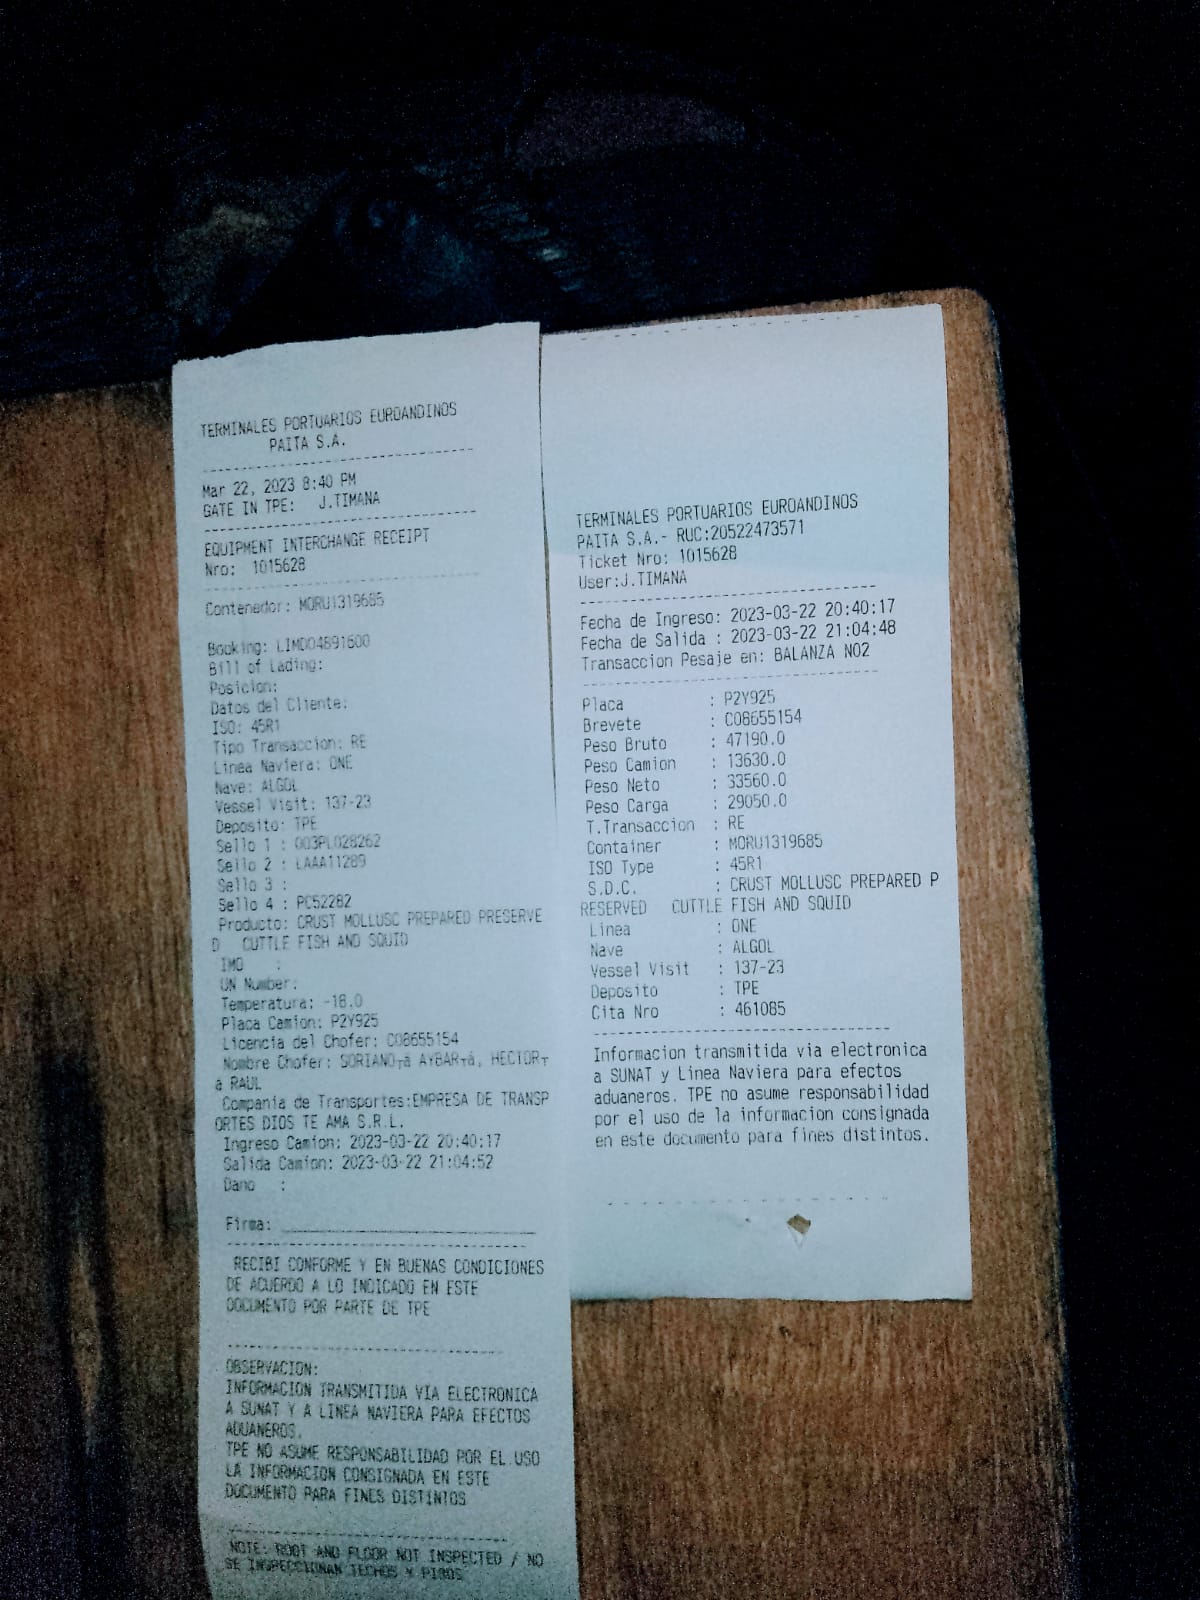 TERMINALES PORTUARIOS EUROANDINOS
PAITA S.A.
Mar 22, 2023 8:40 PM
GATE IN TPE: J.TIMANA
EQUIPMENT INTERCHANGE RECEIPT
Nro: 1015628
Contenedor: MORU1319685
Booking: LIMD04891600
Bill of Lading:
Posicion:
Datos del Cliente:
ISO: 45R1
Tipo Transaccion: RE
Linea Naviera: ONE
Nave: ALGOL
Vessel Visit: 137-23
Deposito: TPE
Sello 1 : 003PL028262
Sello 2 : LAAA11289
Sello 3 :
Sello 4 : PC52282
Producto: CRUST MOLLUSC PREPARED PRESERVE
D CUTTLE FISH AND SQUID
IMO :
UN Number:
Temperatura: -18.0
Placa Camion: P2Y925
Licencia del Chofer: C08655154
Nombre Chofer: SORIANO┬á AYBAR┬á, HECTOR┬
á RAUL
Compania de Transportes:EMPRESA DE TRANSP
ORTES DIOS TE AMA S.R.L.
Ingreso Camion: 2023-03-22 20:40:17
Salida Camion: 2023-03-22 21:04:52
Dano :
Firma:
RECIBI CONFORME Y EN BUENAS CONDICIONES
DE ACUERDO A LO INDICADO EN ESTE
DOCUMENTO POR PARTE DE TPE
OBSERVACION:
INFORMACION TRANSMITIDA VIA ELECTRONICA
A SUNAT Y A LINEA NAVIERA PARA EFECTOS
ADUANEROS.
TPE NO ASUME RESPONSABILIDAD POR EL USO
LA INFORMACION CONSIGNADA EN ESTE
DOCUMENTO PARA FINES DISTINTOS
NOTE: ROOT AND FLOOR NOT INSPECTED / NO
SE INSPECCIONAN TECHOS Y PISOS
TERMINALES PORTUARIOS EUROANDINOS
PAITA S.A.- RUC:20522473571
Ticket Nro: 1015628
User:J.TIMANA
Fecha de Ingreso: 2023-03-22 20:40:17
Fecha de Salida : 2023-03-22 21:04:48
Transaccion Pesaje en: BALANZA NO2
Placa : P2Y925
Brevete : C08655154
Peso Bruto : 47190.0
Peso Camion : 13630.0
Peso Neto : 33560.0
Peso Carga : 29050.0
T.Transaccion : RE
Container : MORU1319685
ISO Type : 45R1
S.D.C. : CRUST MOLLUSC PREPARED P
RESERVED CUTTLE FISH AND SQUID
Linea : ONE
Nave : ALGOL
Vessel Visit : 137-23
Deposito : TPE
Cita Nro : 461085
Informacion transmitida via electronica
a SUNAT y Linea Naviera para efectos
aduaneros. TPE no asume responsabilidad
por el uso de la informacion consignada
en este documento para fines distintos.